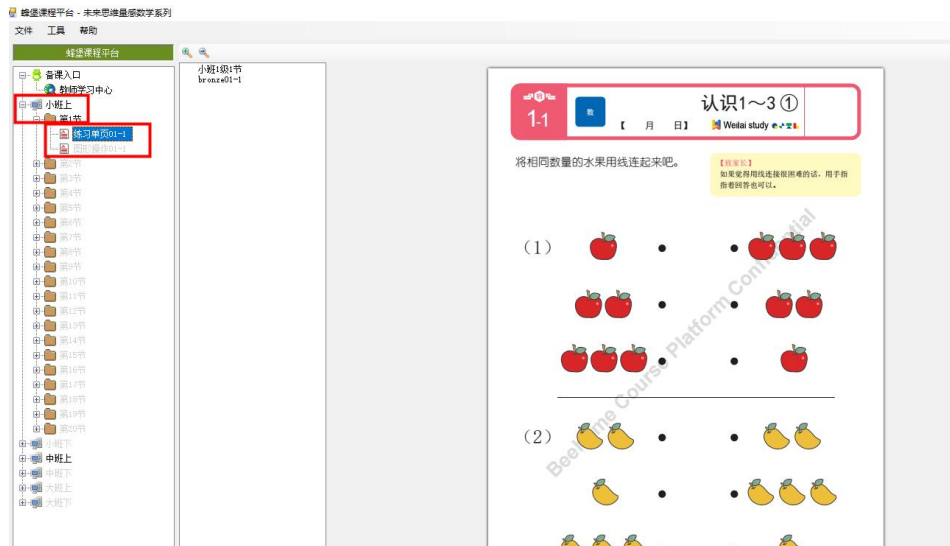 蜂堡课程平台 - 未来思维量感数学系列
文件 工具 帮助
蜂堡课程平台
备课入口
教师学习中心
小班上
第1节
练习单页01-1
图形操作01-1
第2节
第3节
第4节
第5节
第6节
第7节
第8节
第9节
第10节
第11节
第12节
第13节
第14节
第15节
第16节
第17节
第18节
第19节
第20节
小班下
中班上
中班下
大班上
大班下
小班1级1节
bronze01-1
1-1
数
【 月 日】
认识1～3 ①
Weilai study
将相同数量的水果用线连起来吧。
【致家长】
如果觉得用线连接很困难的话，用手指
指着回答也可以。
（1）
（2）
Beehome Course Platform Confidential